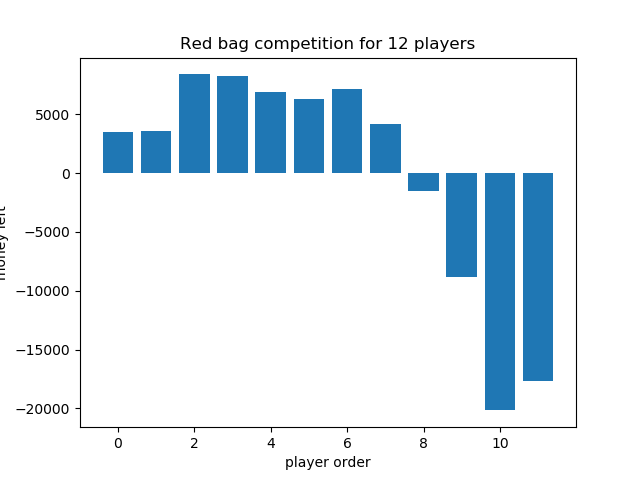 Red bag competition for 12 players
5000
0
−5000
−10000
−15000
−20000
money left
0 2 4 6 8 10
player order